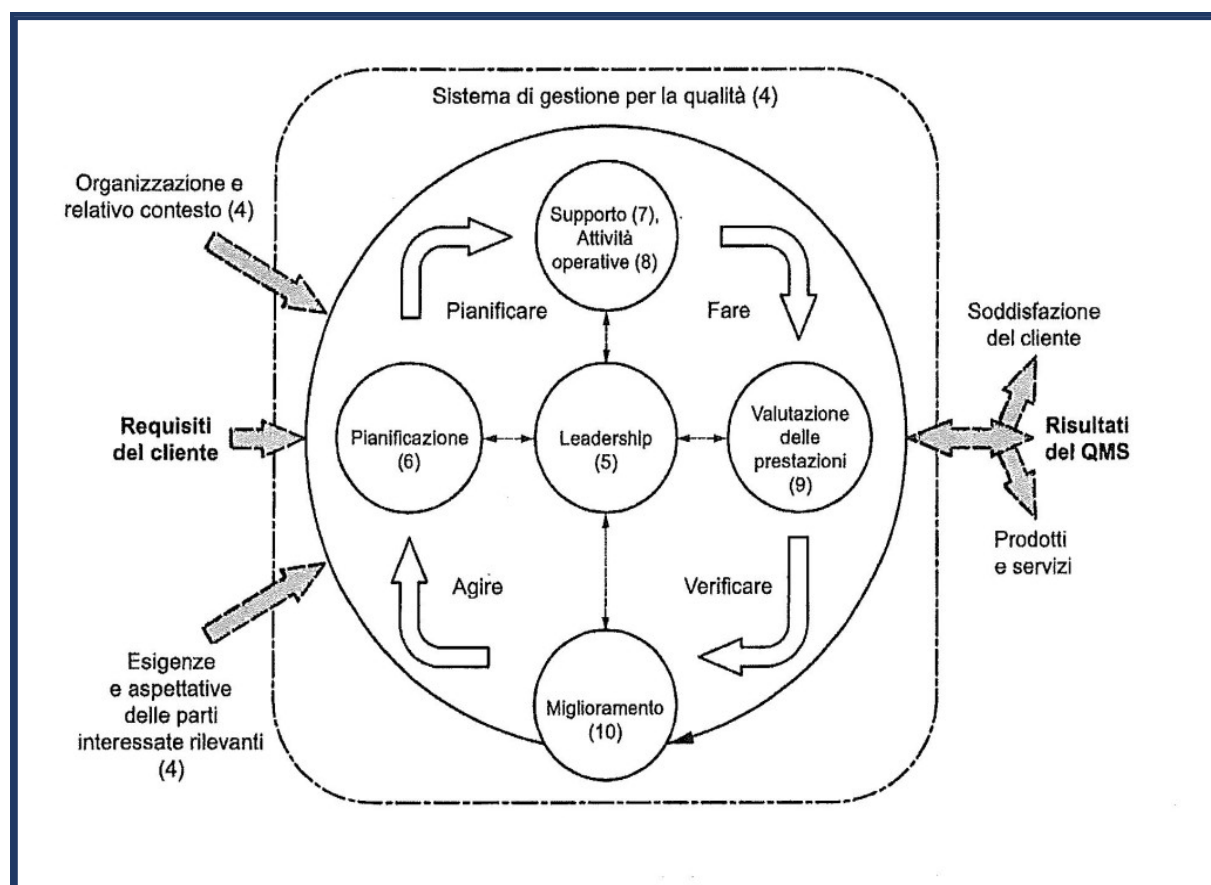 Sistema di gestione per la qualità (4)
Organizzazione e
relativo contesto (4)
Supporto (7),
Attività
operative (8)
Pianificare
Fare
Soddisfazione
del cliente
Requisiti
del cliente
Pianificazione
(6)
Leadership
(5)
Valutazione
delle
prestazioni
(9)
Risultati
del QMS
Prodotti
e servizi
Agire
Verificare
Esigenze
e aspettative
delle parti
interessate rilevanti
(4)
Miglioramento
(10)